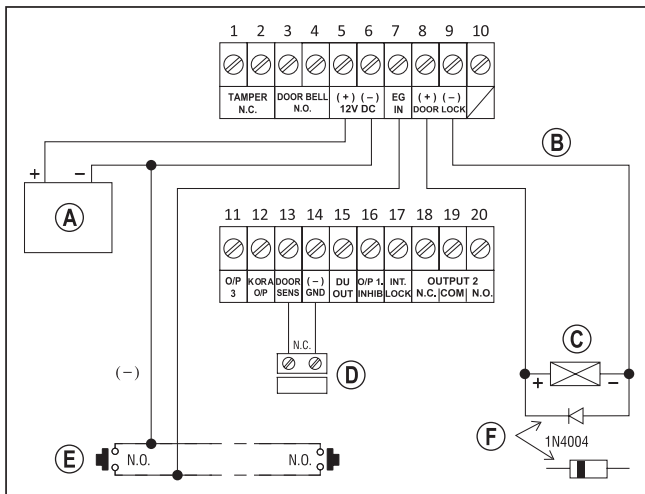 1 2 3 4 5 6 7 8 9 10
TAMPER N.C. DOOR BELL N.O. (+) (−) 12V DC EG IN (+) (−) DOOR LOCK
+ −
A
B
11 12 13 14 15 16 17 18 19 20
O/P 3 KORA O/P DOOR SENS (−) GND DU OUT O/P 1. INHIB INT. LOCK OUTPUT 2 N.C. COM N.O.
N.C.
D
C
+ −
(−)
F
1N4004
E
N.O. N.O.